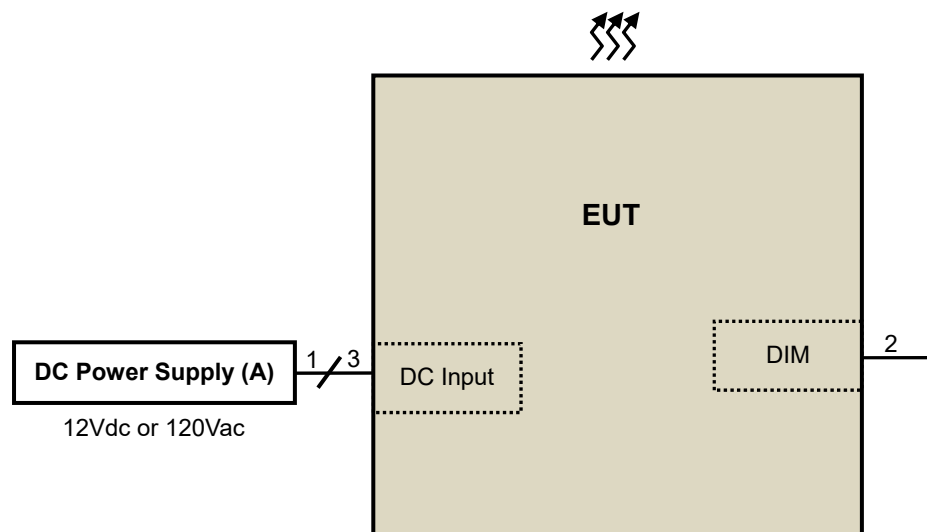 EUT
DIM
2
1
3
DC Power Supply (A)
DC Input
12Vdc or 120Vac